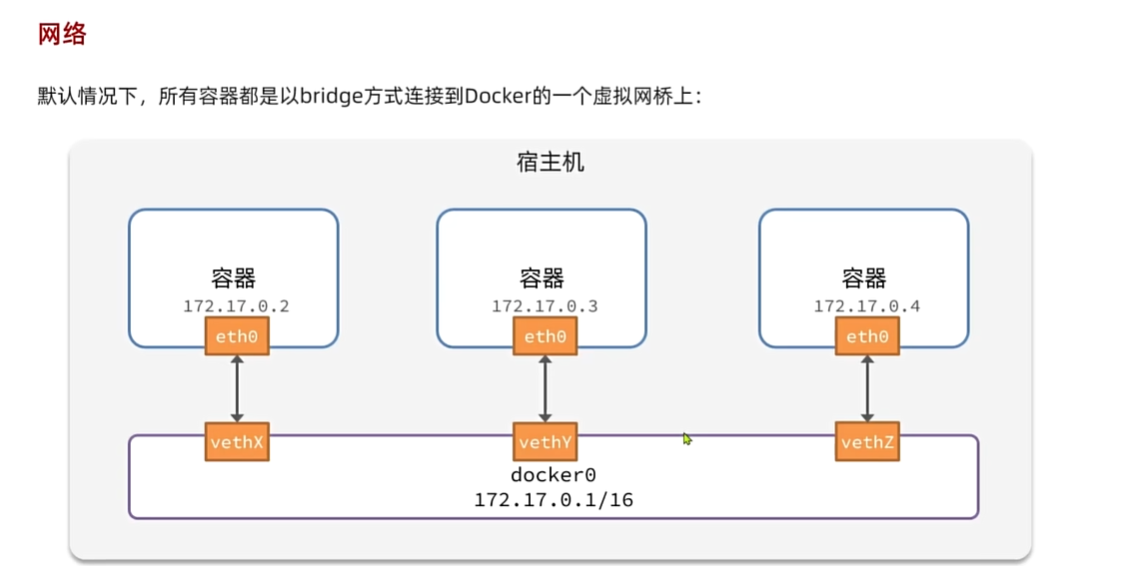 网络
默认情况下，所有容器都是以bridge方式连接到Docker的一个虚拟网桥上：
宿主机
容器 容器 容器
172.17.0.2 172.17.0.3 172.17.0.4
eth0 eth0 eth0
vethX vethY vethZ
docker0
172.17.0.1/16